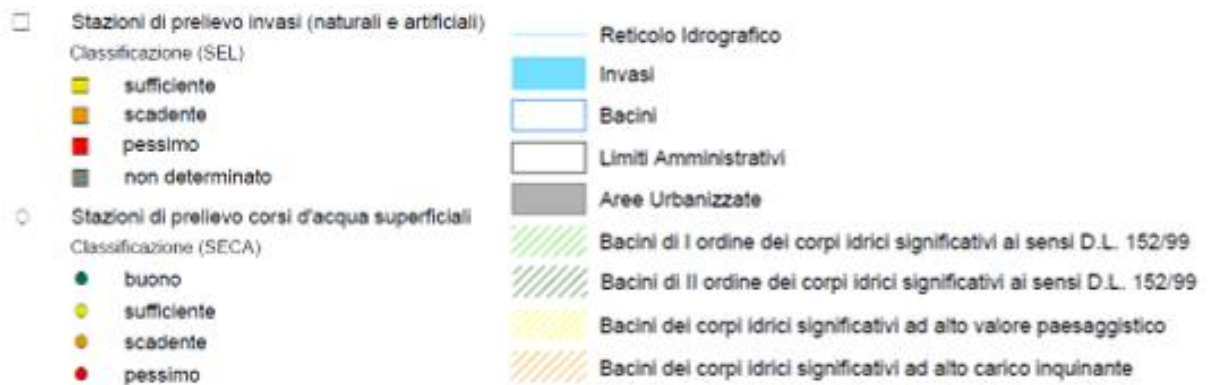 Stazioni di prelievo invasi (naturali e artificiali)
Classificazione (SEL)
sufficiente
scadente
pessimo
non determinato
Stazioni di prelievo corsi d'acqua superficiali
Classificazione (SECA)
buono
sufficiente
scadente
pessimo
Reticolo Idrografico
Invasi
Bacini
Limiti Amministrativi
Aree Urbanizzate
Bacini di I ordine dei corpi idrici significativi ai sensi D.L. 152/99
Bacini di II ordine dei corpi idrici significativi ai sensi D.L. 152/99
Bacini dei corpi idrici significativi ad alto valore paesaggistico
Bacini dei corpi idrici significativi ad alto carico inquinante